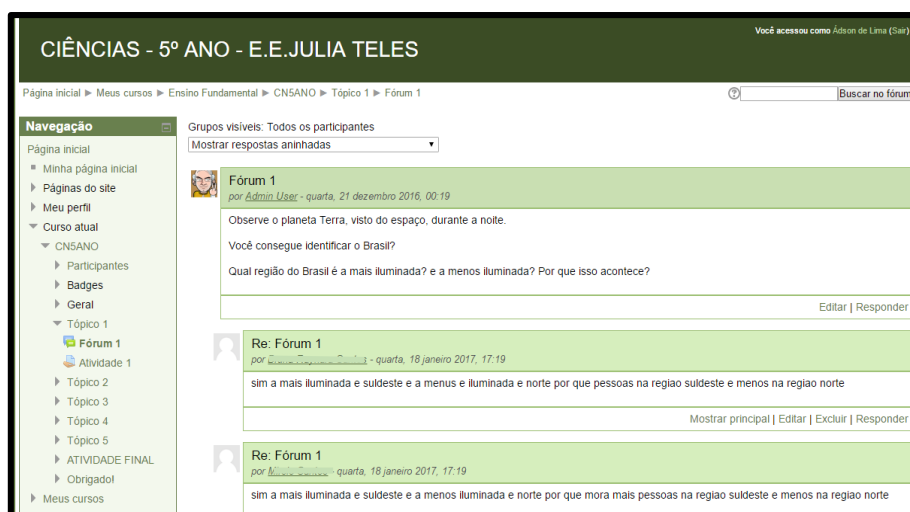 CIÊNCIAS - 5º ANO - E.E.JULIA TELES
Você acessou como Ádson de Lima (Sair)
Página inicial ► Meus cursos ► Ensino Fundamental ► CN5ANO ► Tópico 1 ► Fórum 1
Buscar no fórum
Navegação
Página inicial
Minha página inicial
Páginas do site
Meu perfil
Curso atual
CN5ANO
Participantes
Badges
Geral
Tópico 1
Fórum 1
Atividade 1
Tópico 2
Tópico 3
Tópico 4
Tópico 5
ATIVIDADE FINAL
Obrigado!
Meus cursos
Grupos visíveis: Todos os participantes
Mostrar respostas aninhadas
Fórum 1
por Admin User - quarta, 21 dezembro 2016, 00:19
Observe o planeta Terra, visto do espaço, durante a noite.
Você consegue identificar o Brasil?
Qual região do Brasil é a mais iluminada? e a menos iluminada? Por que isso acontece?
Editar | Responder
Re: Fórum 1
por - quarta, 18 janeiro 2017, 17:19
sim a mais iluminada e suldeste e a menus e iluminada e norte por que pessoas na regiao suldeste e menos na regiao norte
Mostrar principal | Editar | Excluir | Responder
Re: Fórum 1
por - quarta, 18 janeiro 2017, 17:19
sim a mais iluminada e suldeste e a menos iluminada e norte por que mora mais pessoas na regiao suldeste e menos na regiao norte